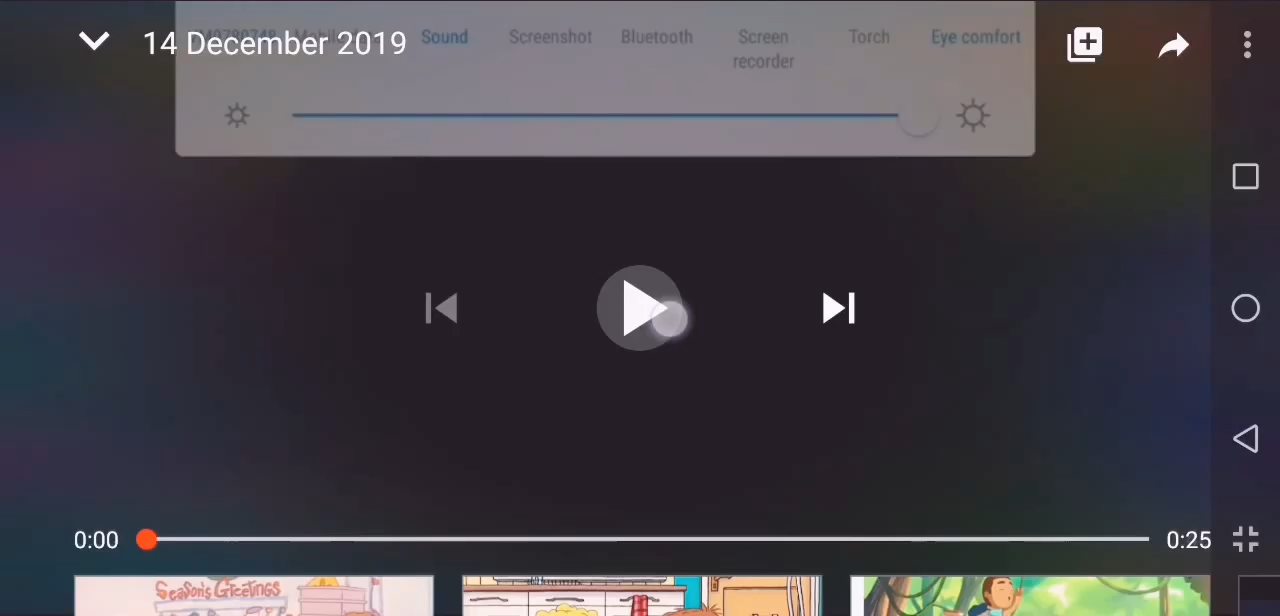 14 December 2019
Sound
Screenshot
Bluetooth
Screen
recorder
Torch
Eye comfort
0:00
0:25
SEASON'S GREETINGS